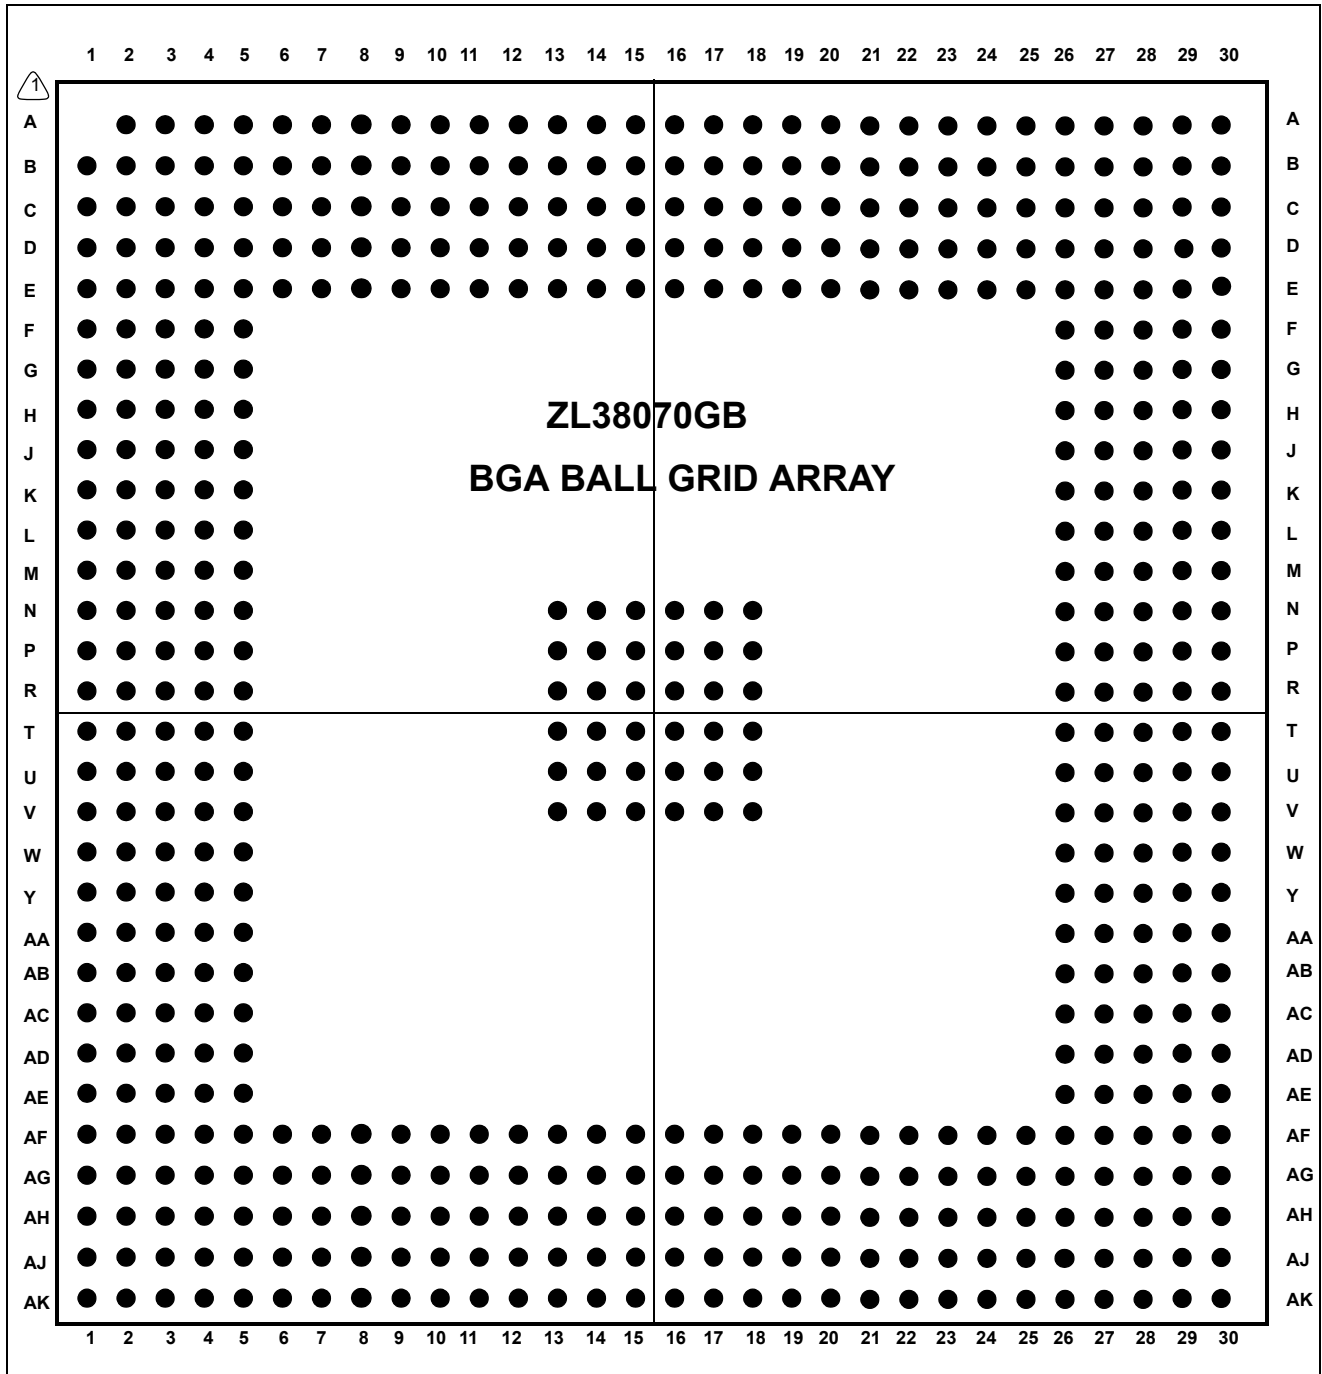 1 2 3 4 5 6 7 8 9 10 11 12 13 14 15 16 17 18 19 20 21 22 23 24 25 26 27 28 29 30
1
A A
B B
C C
D D
E E
F F
G G
H ZL38070GB H
J J
K BGA BALL GRID ARRAY K
L L
M M
N N
P P
R R
T T
U U
V V
W W
Y Y
AA AA
AB AB
AC AC
AD AD
AE AE
AF AF
AG AG
AH AH
AJ AJ
AK AK
1 2 3 4 5 6 7 8 9 10 11 12 13 14 15 16 17 18 19 20 21 22 23 24 25 26 27 28 29 30